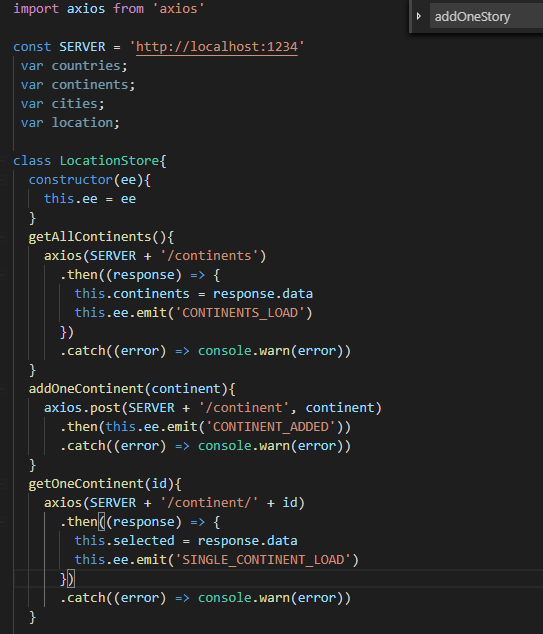 import axios from 'axios'
addOneStory
const SERVER = 'http://localhost:1234'
var countries;
var continents;
var cities;
var location;
class LocationStore{
constructor(ee){
this.ee = ee
}
getAllContinents(){
axios(SERVER + '/continents')
.then((response) => {
this.continents = response.data
this.ee.emit('CONTINENTS_LOAD')
})
.catch((error) => console.warn(error))
}
addOneContinent(continent){
axios.post(SERVER + '/continent', continent)
.then(this.ee.emit('CONTINENT_ADDED'))
.catch((error) => console.warn(error))
}
getOneContinent(id){
axios(SERVER + '/continent/' + id)
.then((response) => {
this.selected = response.data
this.ee.emit('SINGLE_CONTINENT_LOAD')
})
.catch((error) => console.warn(error))
}